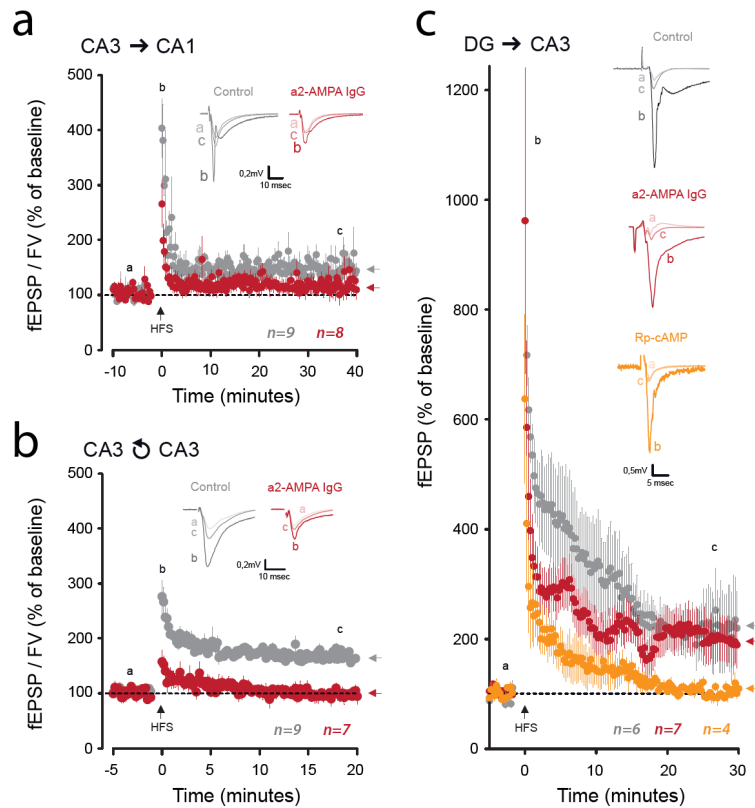 a
CA3 → CA1
fEPSP / FV (% of baseline)
500
400
300
200
100
0
b
a
c
HFS
Control
a
c
b
a2-AMPA IgG
a
c
b
0,2mV
10 msec
n=9 n=8
-10 0 10 20 30 40
Time (minutes)
b
CA3 ↺ CA3
fEPSP / FV (% of baseline)
500
400
300
200
100
0
b
a
c
HFS
Control
a
c
b
a2-AMPA IgG
a
c
b
0,2mV
10 msec
n=9 n=7
-5 0 5 10 15 20
Time (minutes)
c
DG → CA3
fEPSP (% of baseline)
1200
1000
800
600
400
200
0
b
a
c
HFS
Control
a
c
b
a2-AMPA IgG
a
c
b
Rp-cAMP
a
c
b
0,5mV
5 msec
n=6 n=7 n=4
0 10 20 30
Time (minutes)